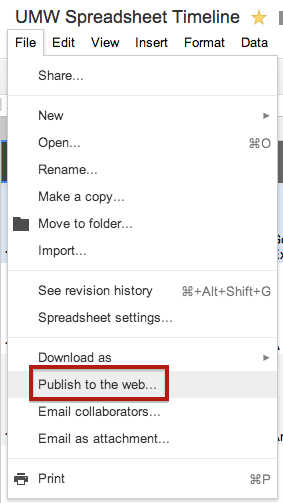 UMW Spreadsheet Timeline
File Edit View Insert Format Data
Share...
New
Open... ⌘O
Rename...
Make a copy...
Move to folder...
Import...
See revision history ⌘+Alt+Shift+G
Spreadsheet settings...
Download as
Publish to the web...
Email collaborators...
Email as attachment...
Print ⌘P